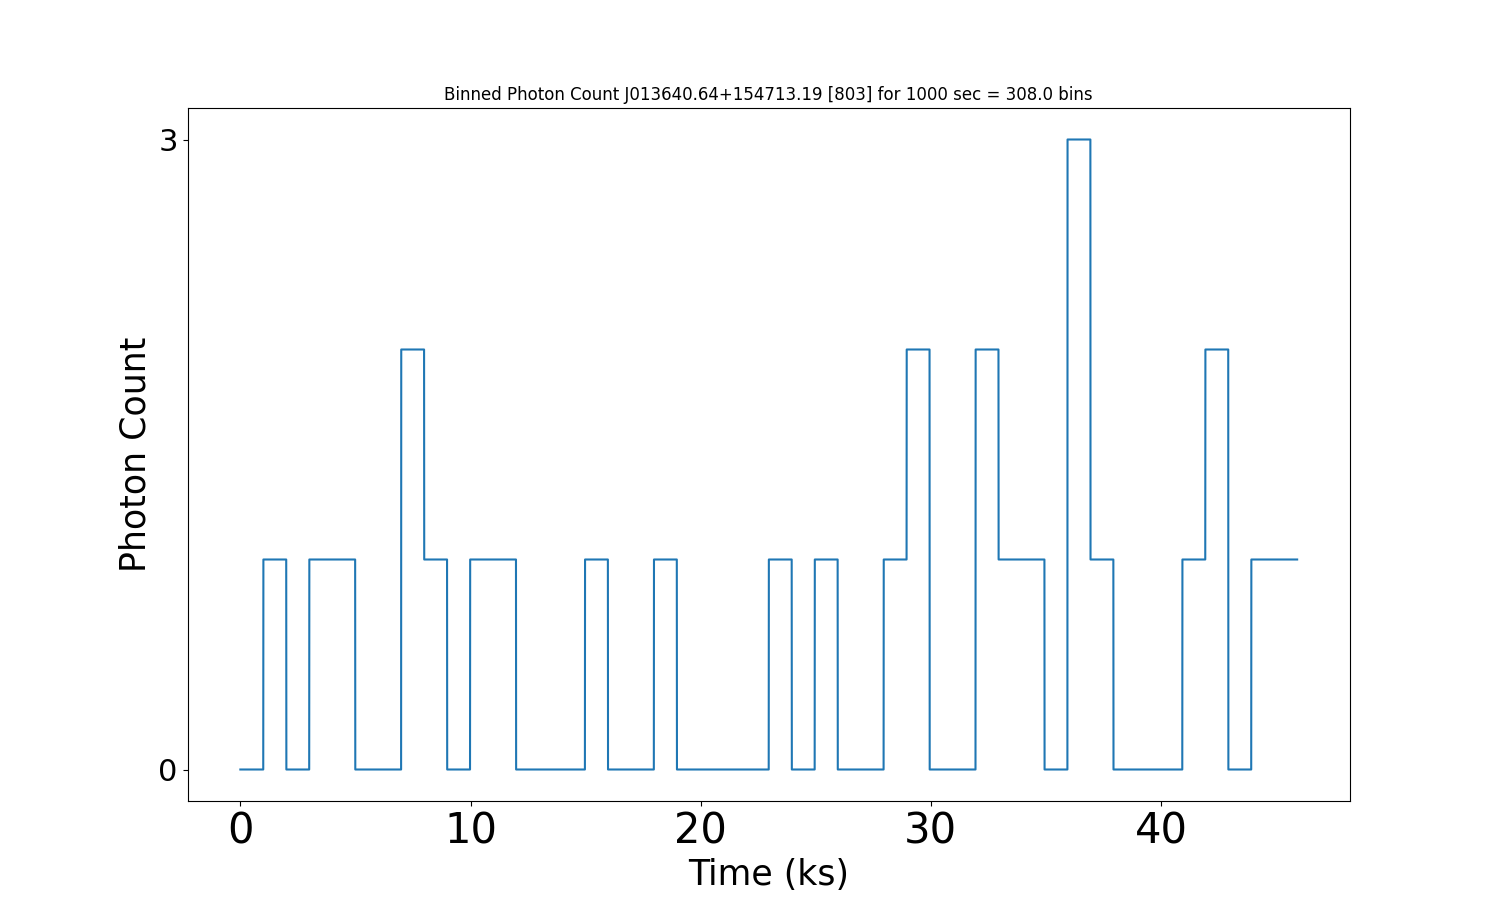 Binned Photon Count J013640.64+154713.19 [803] for 1000 sec = 308.0 bins
3
Photon Count
0
0 10 20 30 40
Time (ks)